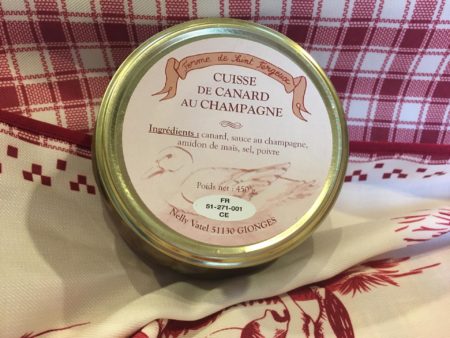 Ferme de Saint
CUISSE
DE CANARD
AU CHAMPAGNE
Ingrédients : canard, sauce au champagne,
amidon de maïs, sel, poivre
Poids net : 450g
FR
51-271-001
CE
Nelly Vatel 51130 GIONGES